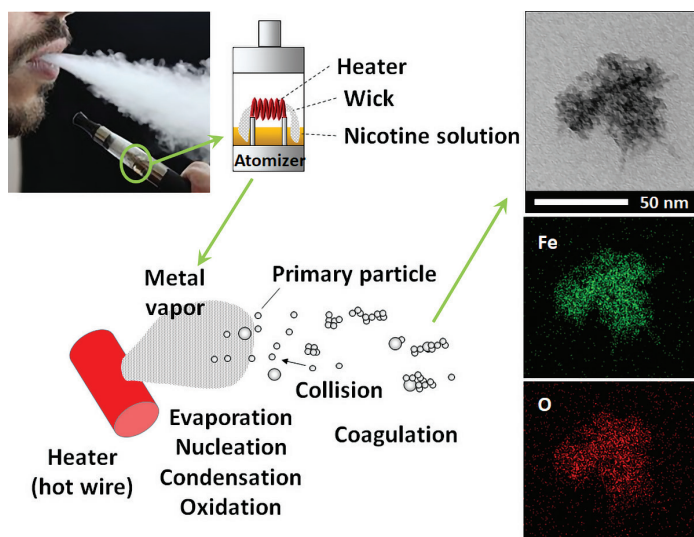 Heater
Wick
Nicotine solution
Atomizer
50 nm
Fe
Metal
vapor
Primary particle
Collision
Coagulation
Evaporation
Nucleation
Condensation
Oxidation
Heater
(hot wire)
O